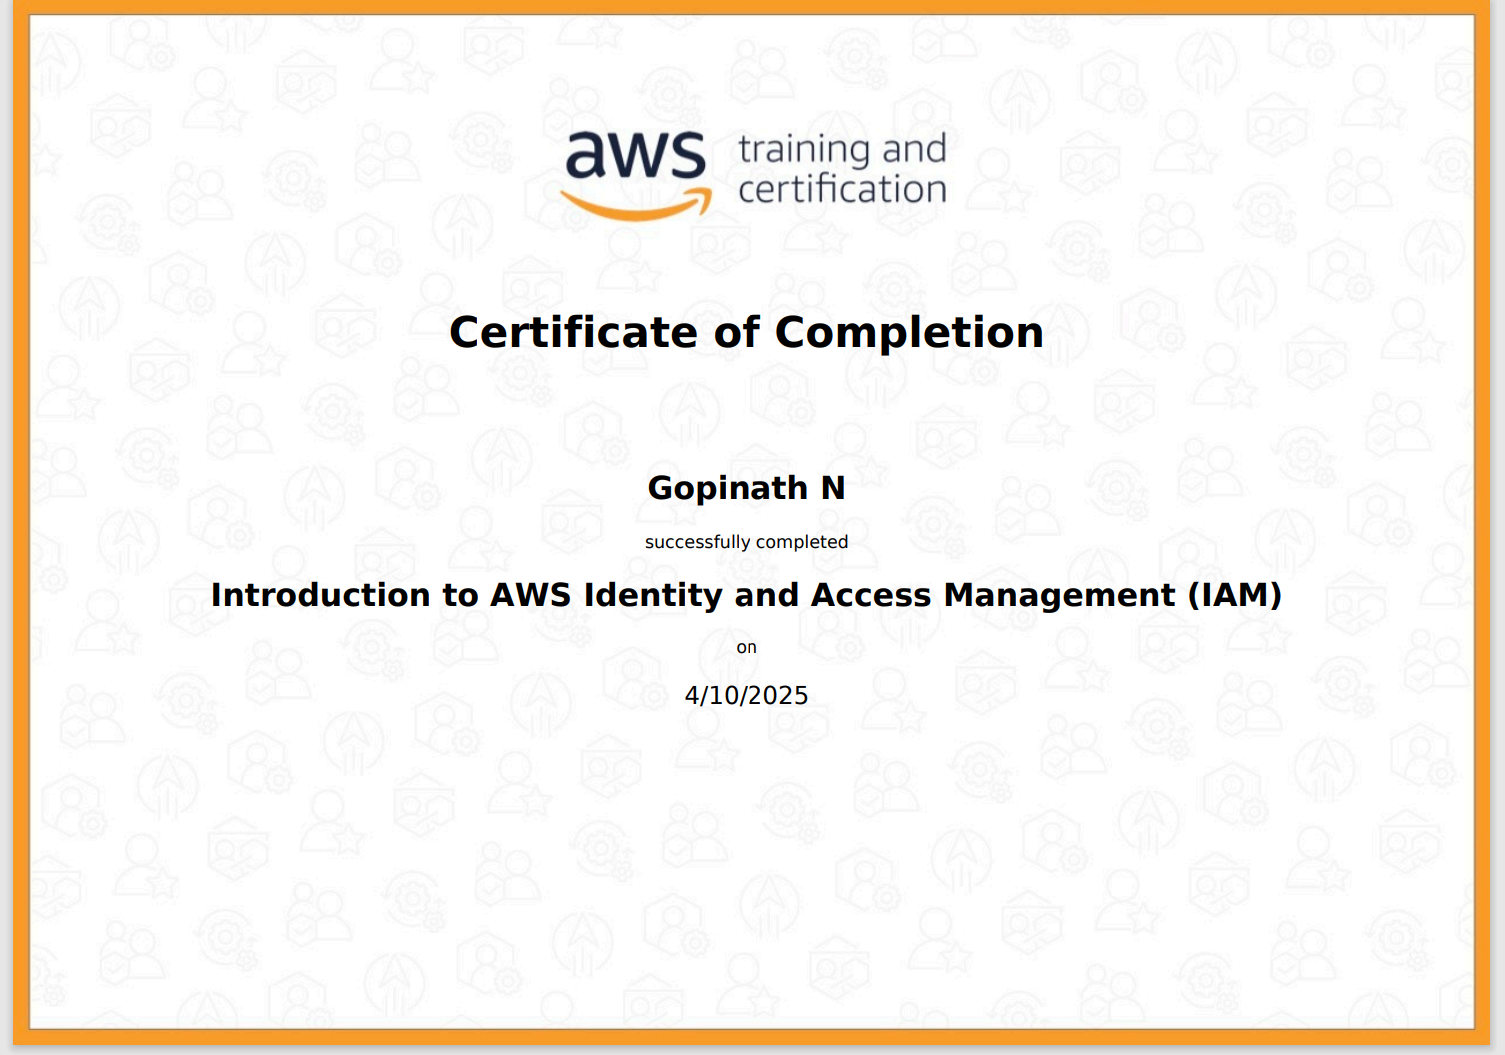 aws training and
certification
Certificate of Completion
Gopinath N
successfully completed
Introduction to AWS Identity and Access Management (IAM)
on
4/10/2025